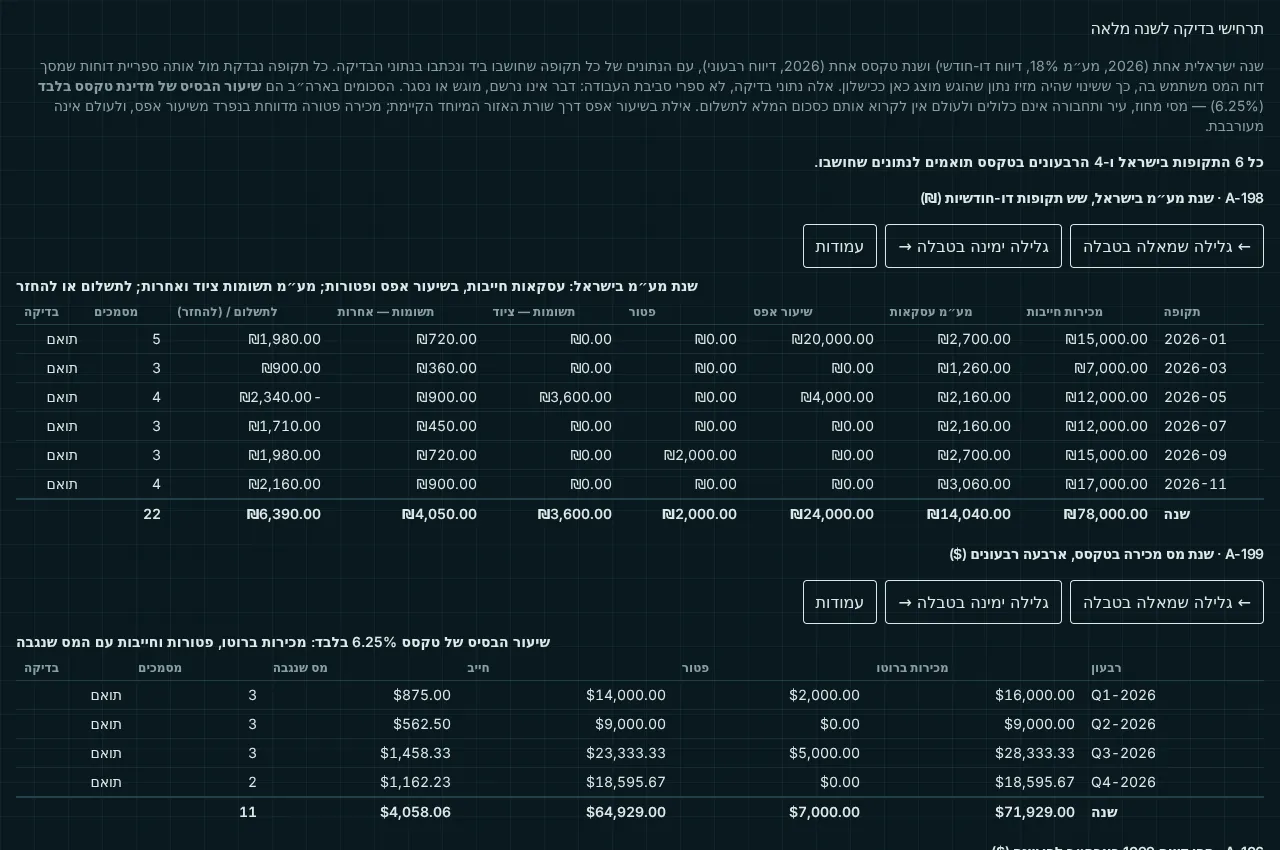 תרחישי בדיקה לשנה מלאה
שנה ישראלית אחת (2026, מע״מ 18%, דיווח דו-חודשי) ושנת טקסס אחת (2026, דיווח רבעוני), עם הנתונים של כל תקופה שחושבו ביד ונכתבו בנתוני הבדיקה. כל תקופה נבדקת מול אותה ספריית דוחות שמסך
דוח המס משתמש בה, כך ששינוי שהיה מזיז נתון שהוגש מוצג כאן ככישלון. אלה נתוני בדיקה, לא ספרי סביבת העבודה: דבר אינו נרשם, מוגש או נסגר. הסכומים בארה״ב הם שיעור הבסיס של מדינת טקסס בלבד
(6.25%) — מסי מחוז, עיר ותחבורה אינם כלולים ולעולם אין לקרוא אותם כסכום המלא לתשלום. אילת בשיעור אפס דרך שורת האזור המיוחד הקיימת; מכירה פטורה מדווחת בנפרד משיעור אפס, ולעולם אינה
מעורבבת.
כל 6 התקופות בישראל ו-4 הרבעונים בטקסס תואמים לנתונים שחושבו.
A-198 · שנת מע״מ בישראל, שש תקופות דו-חודשיות (₪)
← גלילה שמאלה בטבלה גלילה ימינה בטבלה → עמודות
שנת מע״מ בישראל: עסקאות חייבות, בשיעור אפס ופטורות; מע״מ תשומות ציוד ואחרות; לתשלום או להחזר
תקופה מכירות חייבות מע״מ עסקאות שיעור אפס פטור תשומות — ציוד תשומות — אחרות לתשלום / (להחזר) מסמכים בדיקה
2026-01 ₪15,000.00 ₪2,700.00 ₪20,000.00 ₪0.00 ₪0.00 ₪720.00 ₪1,980.00 5 תואם
2026-03 ₪7,000.00 ₪1,260.00 ₪0.00 ₪0.00 ₪0.00 ₪360.00 ₪900.00 3 תואם
2026-05 ₪12,000.00 ₪2,160.00 ₪4,000.00 ₪0.00 ₪3,600.00 ₪900.00 ₪2,340.00- 4 תואם
2026-07 ₪12,000.00 ₪2,160.00 ₪0.00 ₪0.00 ₪0.00 ₪450.00 ₪1,710.00 3 תואם
2026-09 ₪15,000.00 ₪2,700.00 ₪0.00 ₪2,000.00 ₪0.00 ₪720.00 ₪1,980.00 3 תואם
2026-11 ₪17,000.00 ₪3,060.00 ₪0.00 ₪0.00 ₪0.00 ₪900.00 ₪2,160.00 4 תואם
שנה ₪78,000.00 ₪14,040.00 ₪24,000.00 ₪2,000.00 ₪3,600.00 ₪4,050.00 ₪6,390.00 22
A-199 · שנת מס מכירה בטקסס, ארבעה רבעונים ($)
← גלילה שמאלה בטבלה גלילה ימינה בטבלה → עמודות
שיעור הבסיס של טקסס 6.25% בלבד: מכירות ברוטו, פטורות וחייבות עם המס שנגבה
רבעון מכירות ברוטו פטור חייב מס שנגבה מסמכים בדיקה
Q1-2026 $16,000.00 $2,000.00 $14,000.00 $875.00 3 תואם
Q2-2026 $9,000.00 $0.00 $9,000.00 $562.50 3 תואם
Q3-2026 $28,333.33 $5,000.00 $23,333.33 $1,458.33 3 תואם
Q4-2026 $18,595.67 $0.00 $18,595.67 $1,162.23 2 תואם
שנה $71,929.00 $7,000.00 $64,929.00 $4,058.06 11